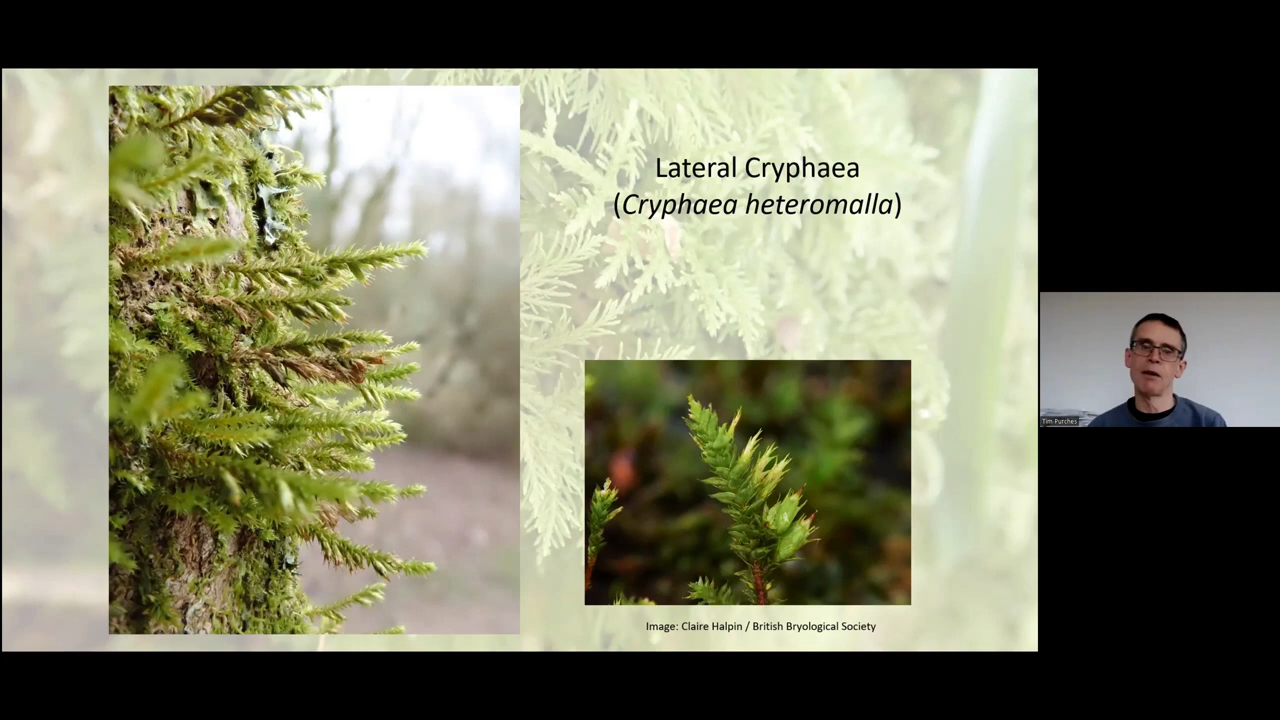 Lateral Cryphaea
(Cryphaea heteromalla)
Image: Claire Halpin / British Bryological Society
Tim Purches